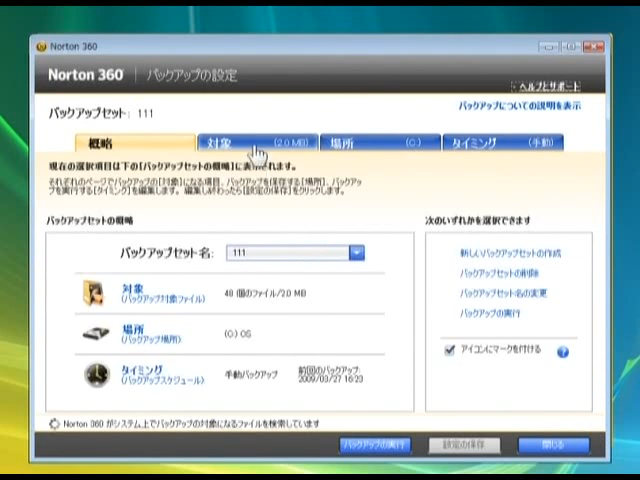 Norton 360
Norton 360 バックアップの設定
ヘルプとサポート
バックアップセット: 111
バックアップについての説明を表示
概略 対象 (2.0 MB) 場所 (C:) タイミング (手動)
現在の選択項目は下の[バックアップセットの概略]に表示されます。
それぞれのページでバックアップの[対象]になる項目、バックアップを保存する[場所]、バックアッ
プを実行する[タイミング]を編集します。編集し終わったら[設定の保存]をクリックします。
バックアップセットの概略
次のいずれかを選択できます
バックアップセット名: 111
新しいバックアップセットの作成
バックアップセットの削除
バックアップセット名の変更
バックアップの実行
アイコンにマークを付ける
対象
(バックアップ対象ファイル)
48 個のファイル/2.0 MB
場所
(バックアップ場所)
(C:) OS
タイミング
(バックアップスケジュール)
手動バックアップ
前回のバックアップ:
2009/03/27 16:23
Norton 360 がシステム上でバックアップの対象になるファイルを検索しています
バックアップの実行 設定の保存 閉じる